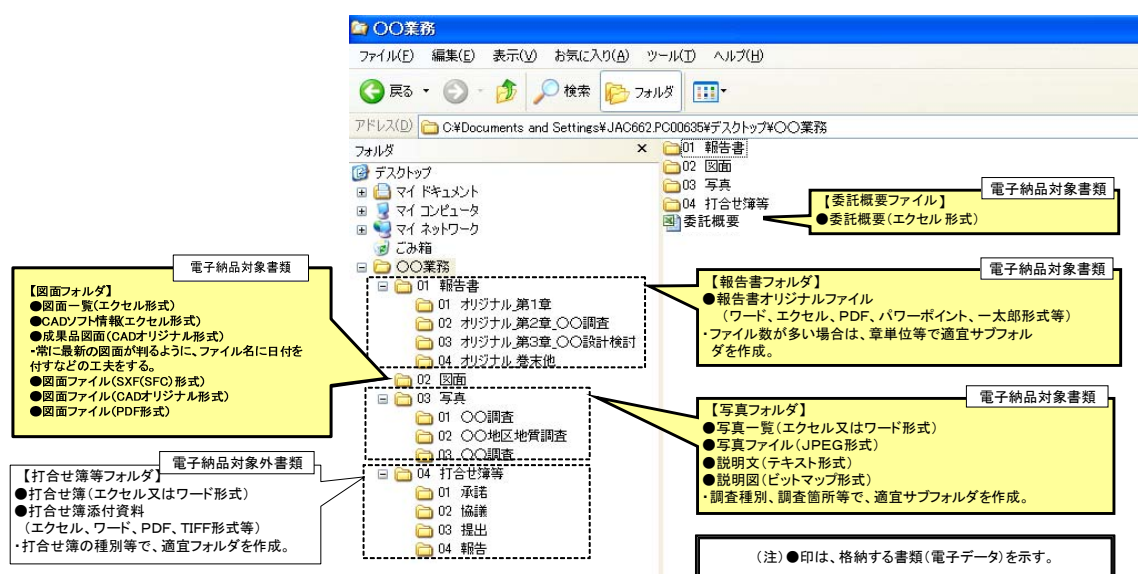 〇〇業務
ファイル(F) 編集(E) 表示(V) お気に入り(A) ツール(T) ヘルプ(H)
戻る 検索 フォルダ
アドレス(D) C:¥Documents and Settings¥JAC662.PC00635¥デスクトップ¥〇〇業務
フォルダ ×
デスクトップ
マイ ドキュメント
マイ コンピュータ
マイ ネットワーク
ごみ箱
〇〇業務
01 報告書
01 オリジナル_第1章
02 オリジナル_第2章_〇〇調査
03 オリジナル_第3章_〇〇設計検討
04 オリジナル_巻末他
02 図面
03 写真
01 〇〇調査
02 〇〇地区地質調査
03 〇〇調査
04 打合せ簿等
01 承諾
02 協議
03 提出
04 報告
01 報告書
02 図面
03 写真
04 打合せ簿等
委託概要
電子納品対象書類
【委託概要ファイル】
●委託概要(エクセル形式)
電子納品対象書類
【報告書フォルダ】
●報告書オリジナルファイル
(ワード、エクセル、PDF、パワーポイント、一太郎形式等)
・ファイル数が多い場合は、章単位等で適宜サブフォル
ダを作成。
電子納品対象書類
【写真フォルダ】
●写真一覧(エクセル又はワード形式)
●写真ファイル(JPEG形式)
●説明文(テキスト形式)
●説明図(ビットマップ形式)
・調査種別、調査箇所等で、適宜サブフォルダを作成。
(注)●印は、格納する書類(電子データ)を示す。
電子納品対象書類
【図面フォルダ】
●図面一覧(エクセル形式)
●CADソフト情報(エクセル形式)
●成果品図面(CADオリジナル形式)
・常に最新の図面が判るように、ファイル名に日付を
付すなどの工夫をする。
●図面ファイル(SXF(SFC)形式)
●図面ファイル(CADオリジナル形式)
●図面ファイル(PDF形式)
電子納品対象外書類
【打合せ簿等フォルダ】
●打合せ簿(エクセル又はワード形式)
●打合せ簿添付資料
(エクセル、ワード、PDF、TIFF形式等)
・打合せ簿の種別等で、適宜フォルダを作成。